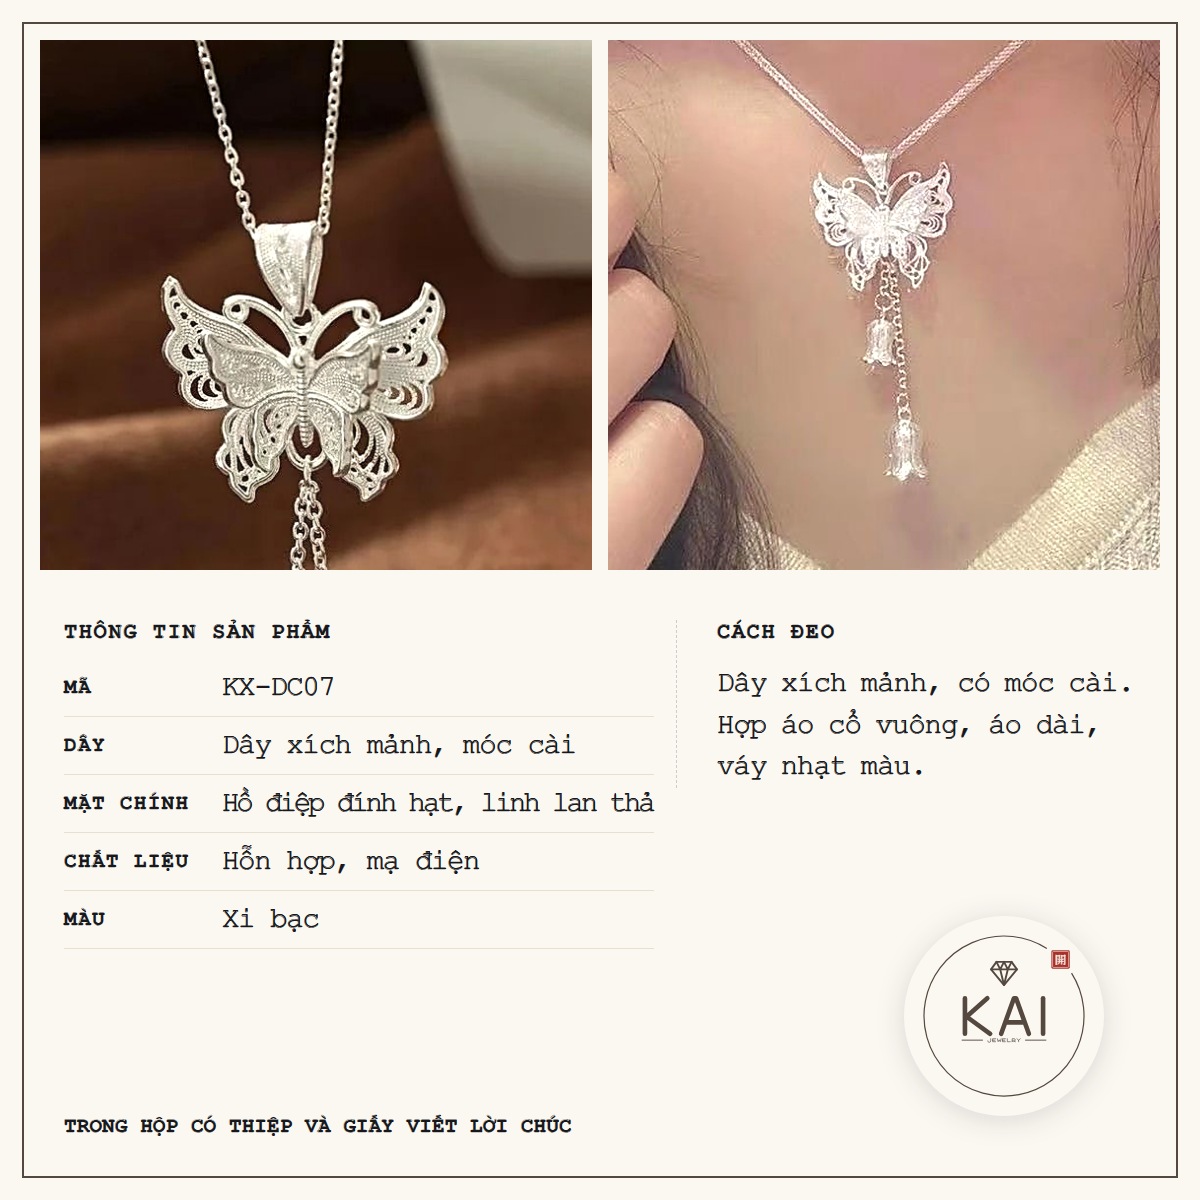 THÔNG TIN SẢN PHẨM
MÃ KX-DC07
DÂY Dây xích mảnh, móc cài
MẶT CHÍNH Hồ điệp đính hạt, linh lan thả
CHẤT LIỆU Hỗn hợp, mạ điện
MÀU Xi bạc
CÁCH ĐEO
Dây xích mảnh, có móc cài.
Hợp áo cổ vuông, áo dài,
váy nhạt màu.
開
KAI
JEWELRY
TRONG HỘP CÓ THIỆP VÀ GIẤY VIẾT LỜI CHÚC